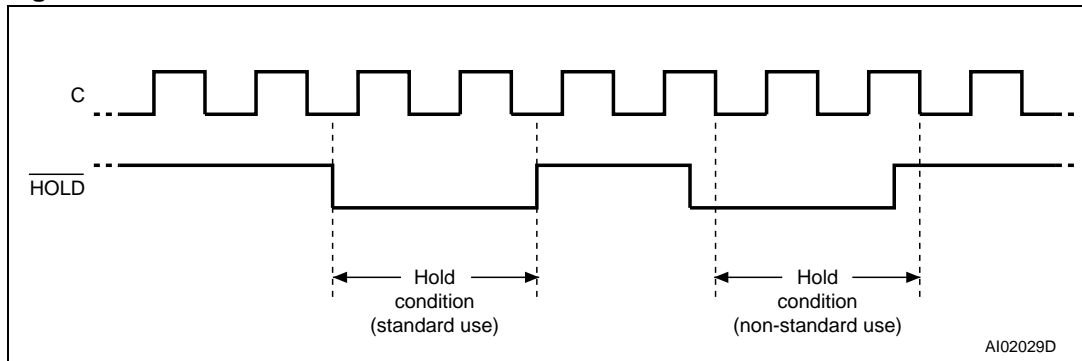 C
HOLD
Hold
condition
(standard use)
Hold
condition
(non-standard use)
AI02029D